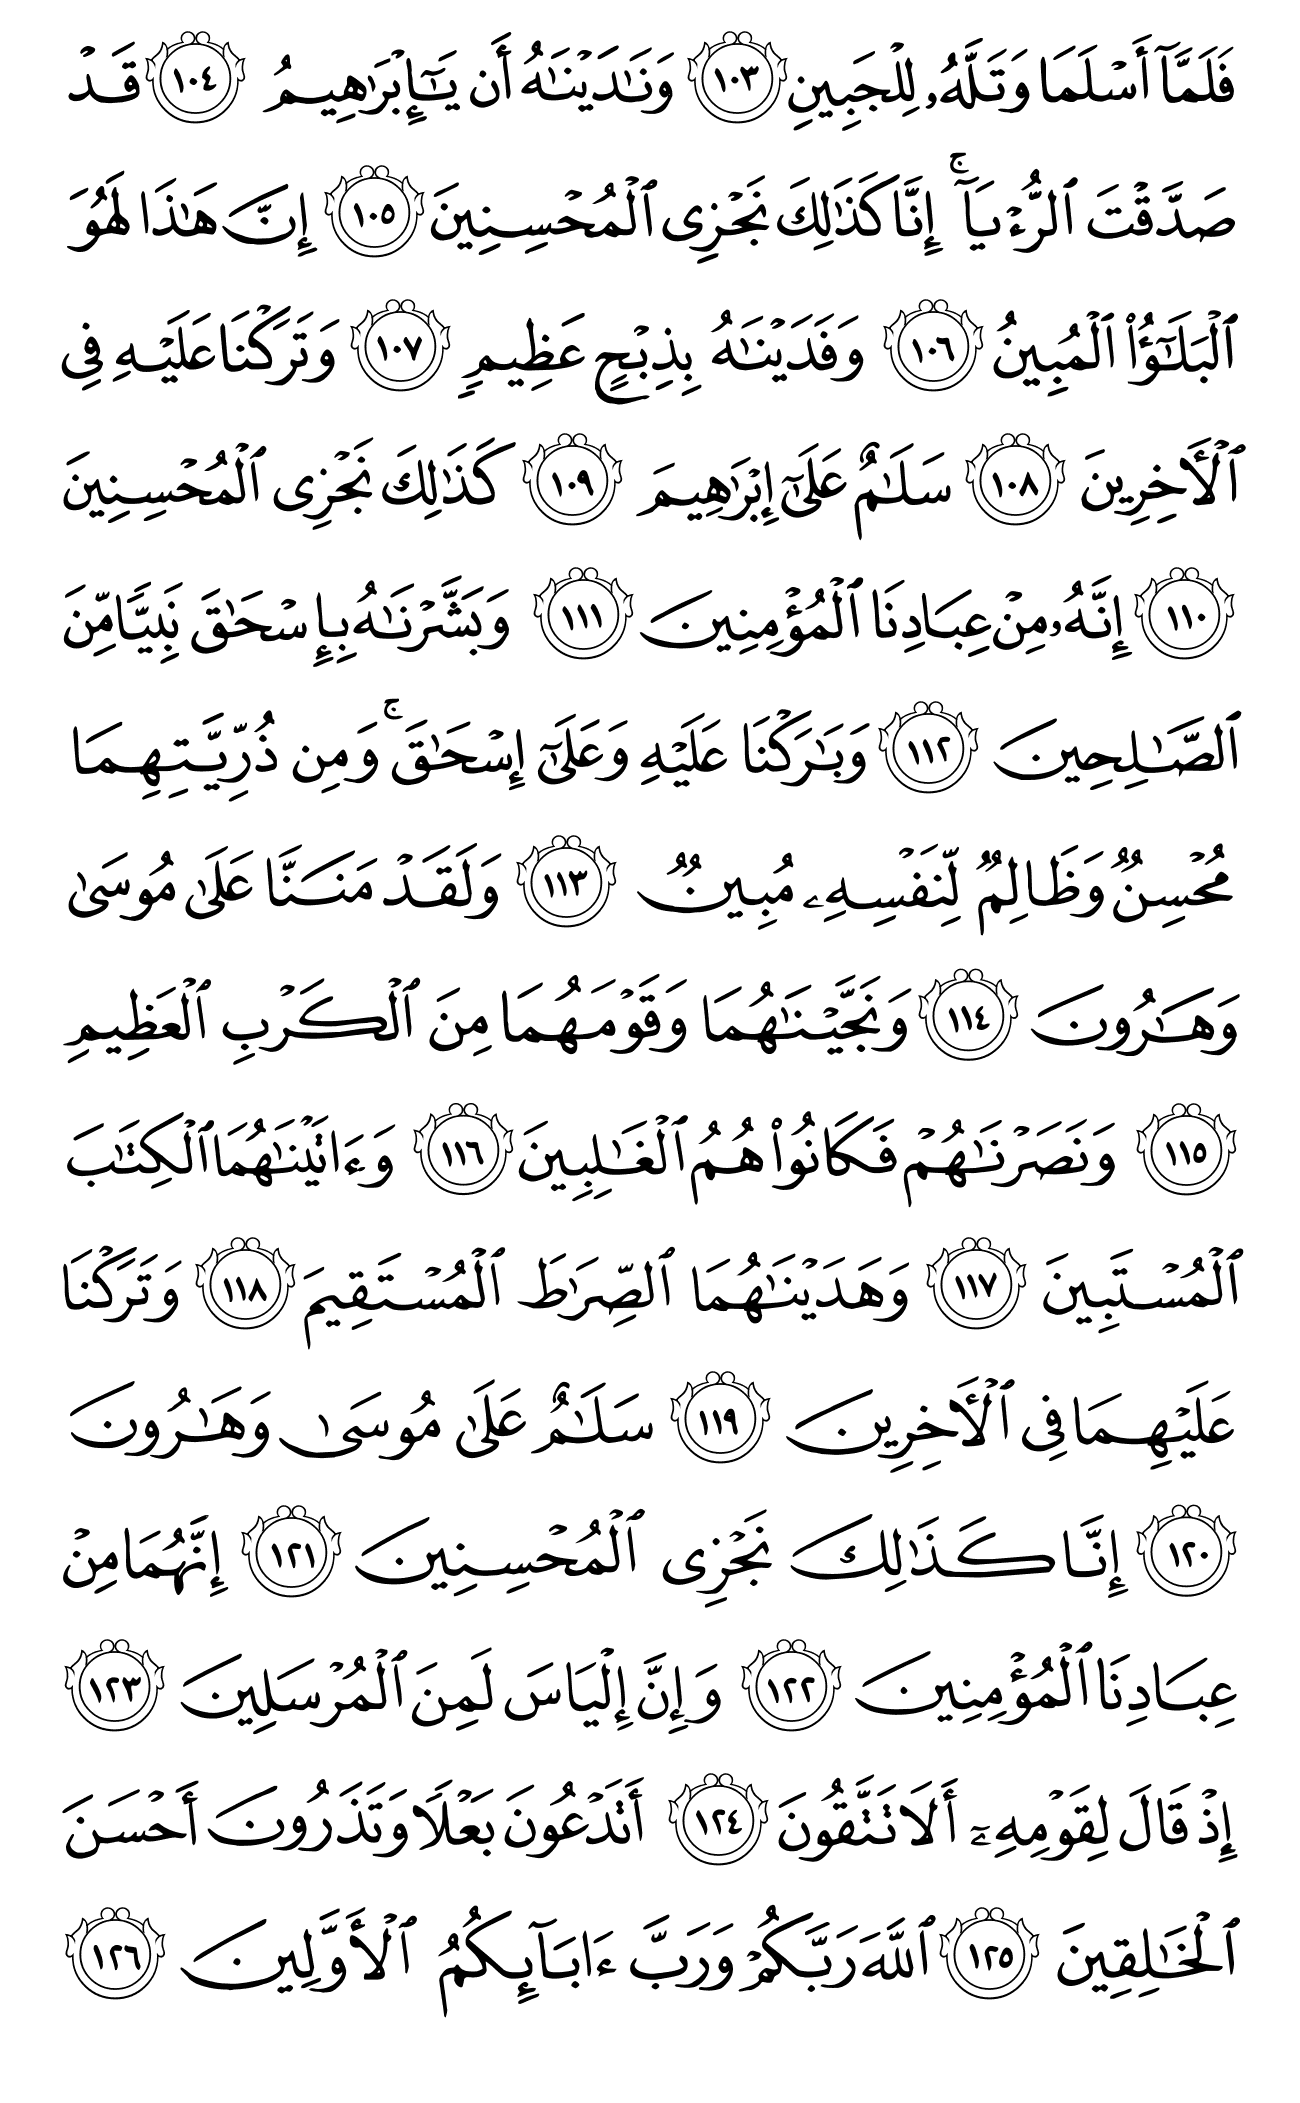 فَلَمَّآ أَسْلَمَا وَتَلَّهُۥ لِلْجَبِينِ ١٠٣ وَنَٰدَيْنَٰهُ أَن يَٰٓإِبْرَٰهِيمُ ١٠٤ قَدْ
صَدَّقْتَ ٱلرُّءْيَآ ۚ إِنَّا كَذَٰلِكَ نَجْزِى ٱلْمُحْسِنِينَ ١٠٥ إِنَّ هَٰذَا لَهُوَ
ٱلْبَلَٰٓؤُا۟ ٱلْمُبِينُ ١٠٦ وَفَدَيْنَٰهُ بِذِبْحٍ عَظِيمٍ ١٠٧ وَتَرَكْنَا عَلَيْهِ فِى
ٱلْأَخِرِينَ ١٠٨ سَلَٰمٌ عَلَىٰٓ إِبْرَٰهِيمَ ١٠٩ كَذَٰلِكَ نَجْزِى ٱلْمُحْسِنِينَ
١١٠ إِنَّهُۥ مِنْ عِبَادِنَا ٱلْمُؤْمِنِينَ ١١١ وَبَشَّرْنَٰهُ بِإِسْحَٰقَ نَبِيًّا مِّنَ
ٱلصَّٰلِحِينَ ١١٢ وَبَٰرَكْنَا عَلَيْهِ وَعَلَىٰٓ إِسْحَٰقَ ۚ وَمِن ذُرِّيَّتِهِمَا
مُحْسِنٌ وَظَالِمٌ لِّنَفْسِهِۦ مُبِينٌ ١١٣ وَلَقَدْ مَنَنَّا عَلَىٰ مُوسَىٰ
وَهَٰرُونَ ١١٤ وَنَجَّيْنَٰهُمَا وَقَوْمَهُمَا مِنَ ٱلْكَرْبِ ٱلْعَظِيمِ
١١٥ وَنَصَرْنَٰهُمْ فَكَانُوا۟ هُمُ ٱلْغَٰلِبِينَ ١١٦ وَءَاتَيْنَٰهُمَا ٱلْكِتَٰبَ
ٱلْمُسْتَبِينَ ١١٧ وَهَدَيْنَٰهُمَا ٱلصِّرَٰطَ ٱلْمُسْتَقِيمَ ١١٨ وَتَرَكْنَا
عَلَيْهِمَا فِى ٱلْأَخِرِينَ ١١٩ سَلَٰمٌ عَلَىٰ مُوسَىٰ وَهَٰرُونَ
١٢٠ إِنَّا كَذَٰلِكَ نَجْزِى ٱلْمُحْسِنِينَ ١٢١ إِنَّهُمَا مِنْ
عِبَادِنَا ٱلْمُؤْمِنِينَ ١٢٢ وَإِنَّ إِلْيَاسَ لَمِنَ ٱلْمُرْسَلِينَ ١٢٣
إِذْ قَالَ لِقَوْمِهِۦٓ أَلَا تَتَّقُونَ ١٢٤ أَتَدْعُونَ بَعْلًا وَتَذَرُونَ أَحْسَنَ
ٱلْخَٰلِقِينَ ١٢٥ ٱللَّهَ رَبَّكُمْ وَرَبَّ ءَابَآئِكُمُ ٱلْأَوَّلِينَ ١٢٦